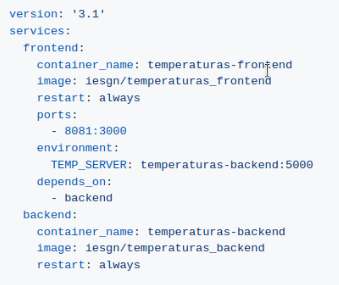 version: '3.1'
services:
  frontend:
    container_name: temperaturas-frontend
    image: iesgn/temperaturas_frontend
    restart: always
    ports:
      - 8081:3000
    environment:
      TEMP_SERVER: temperaturas-backend:5000
    depends_on:
      - backend
  backend:
    container_name: temperaturas-backend
    image: iesgn/temperaturas_backend
    restart: always